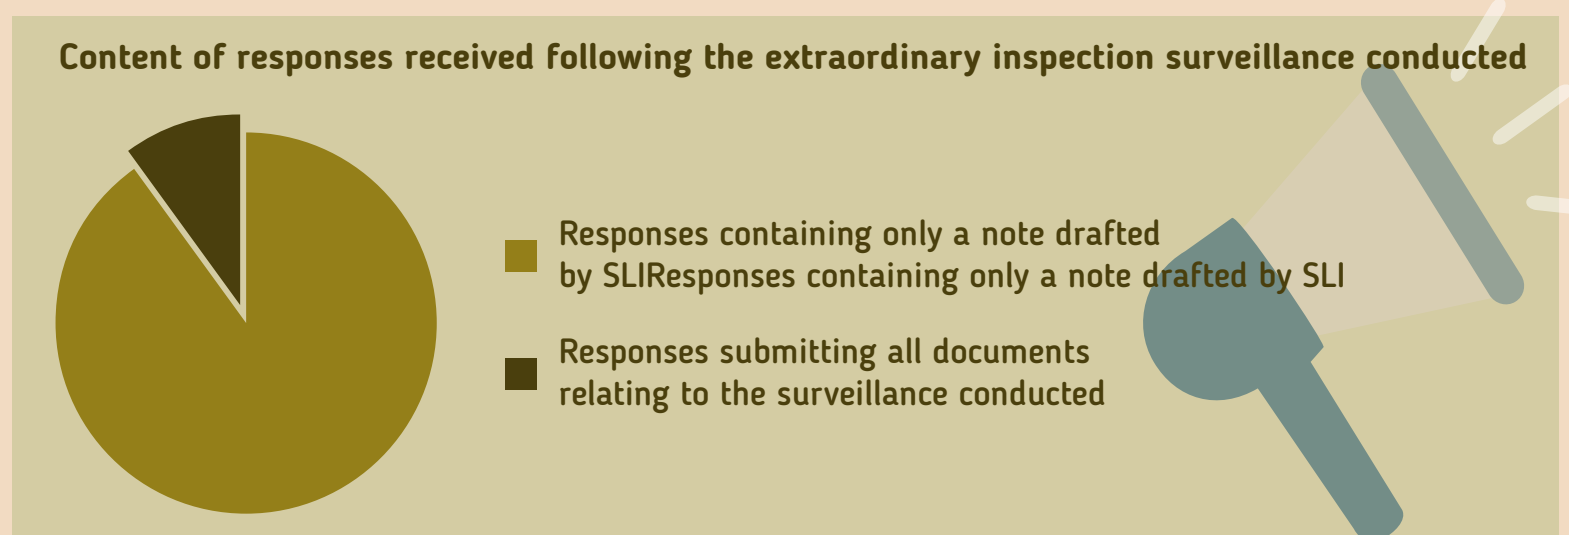 Content of responses received following the extraordinary inspection surveillance conducted
Responses containing only a note drafted
by SLIResponses containing only a note drafted by SLI
Responses submitting all documents
relating to the surveillance conducted